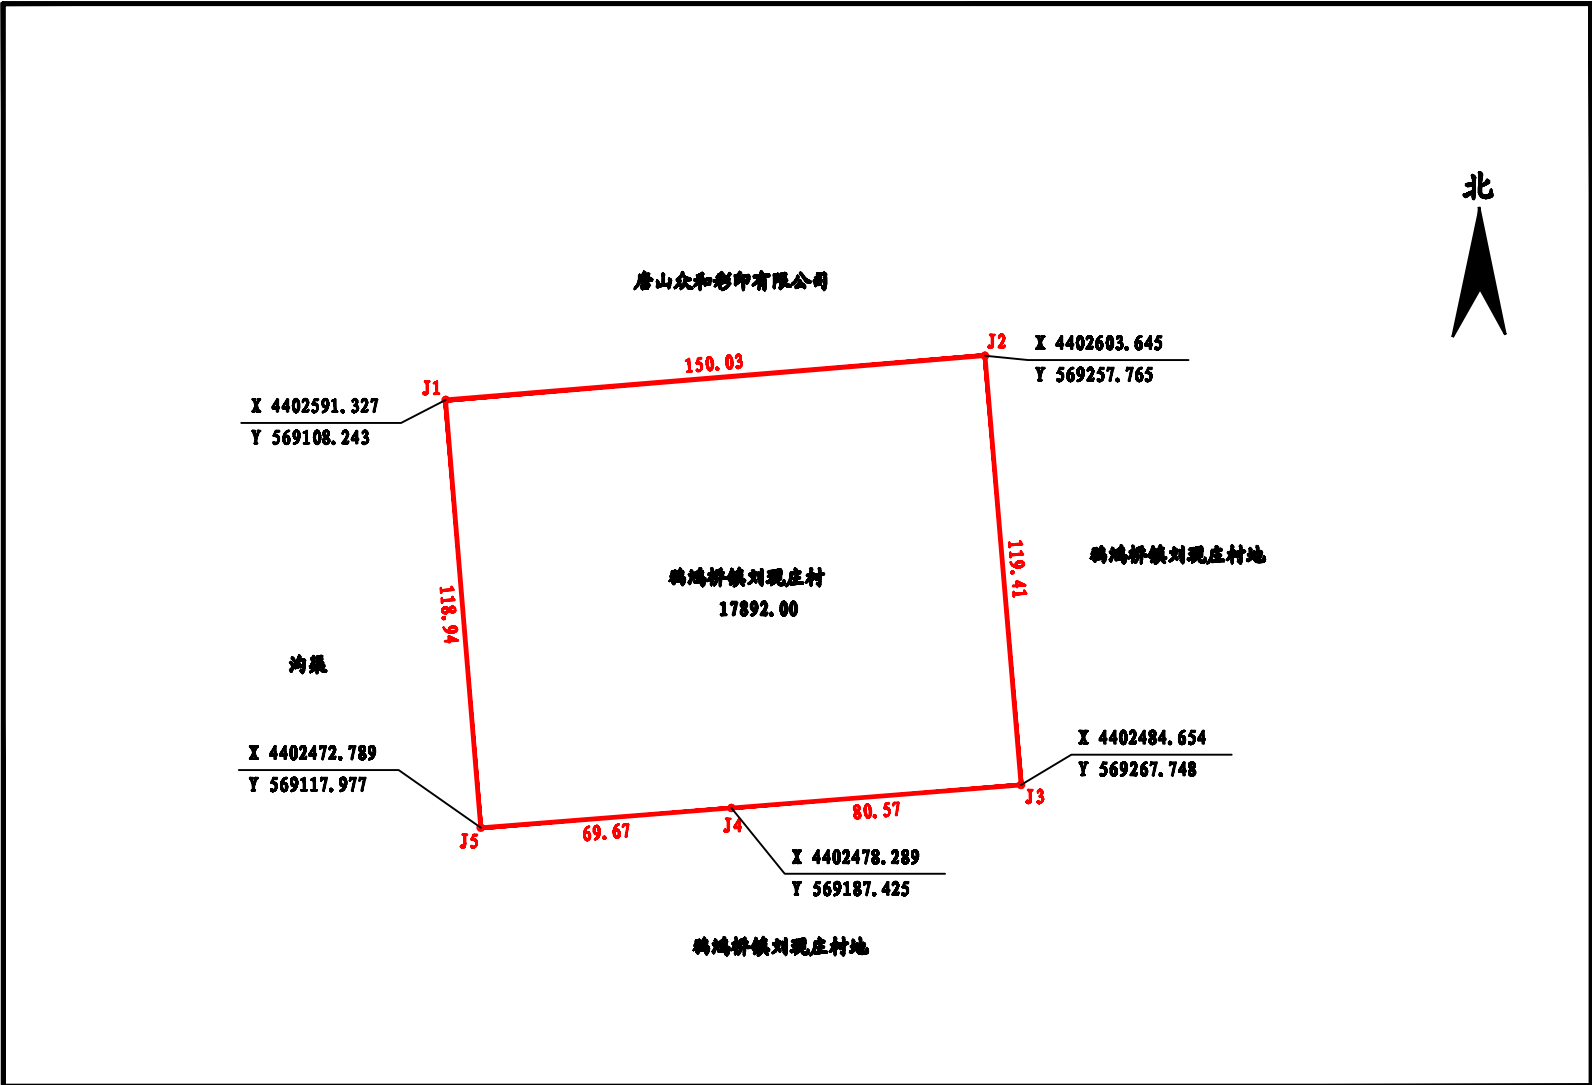 北
唐山众和彩印有限公司
J2
X 4402603.645
Y 569257.765
150.03
J1
X 4402591.327
Y 569108.243
119.41
鸦鸿桥镇刘现庄村地
鸦鸿桥镇刘现庄村
17892.00
118.94
沟渠
X 4402472.789
Y 569117.977
X 4402484.654
Y 569267.748
J3
80.57
J4
69.67
J5
X 4402478.289
Y 569187.425
鸦鸿桥镇刘现庄村地